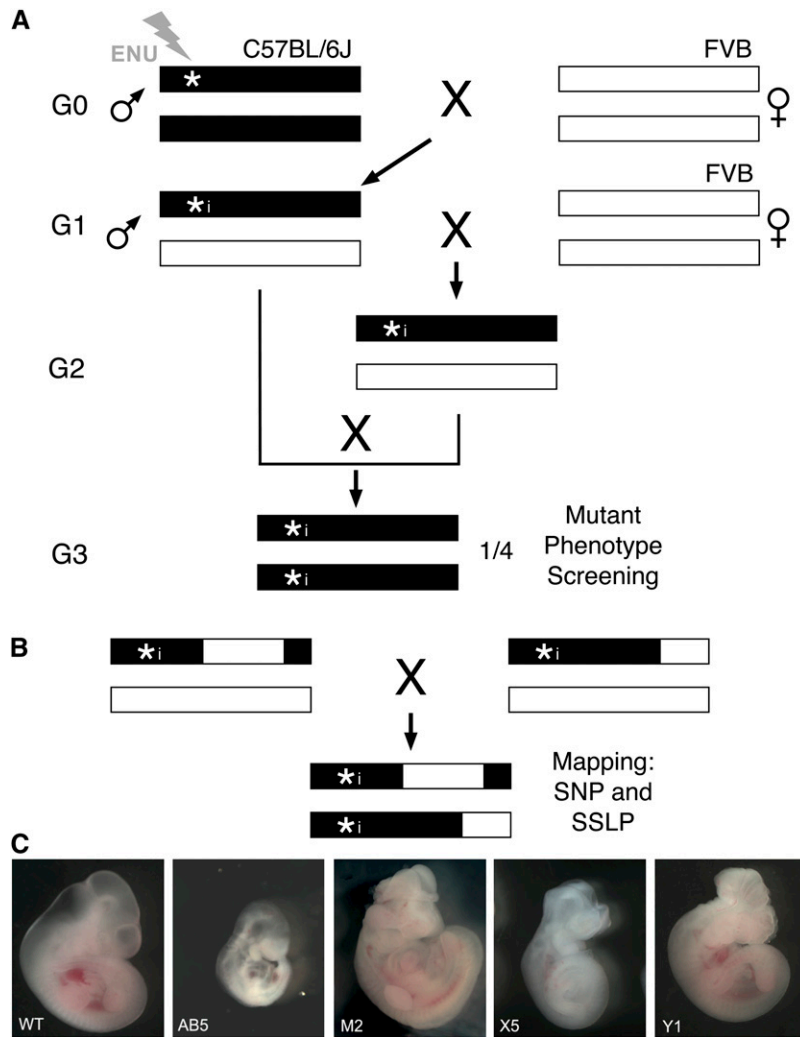 A
ENU
C57BL/6J
FVB
*
G0
♂
X
♀
FVB
G1
♂
*i
X
♀
G2
*i
X
G3
*i
*i
1/4
Mutant
Phenotype
Screening
B
*i
X
*i
*i
*i
Mapping:
SNP and
SSLP
C
WT
AB5
M2
X5
Y1